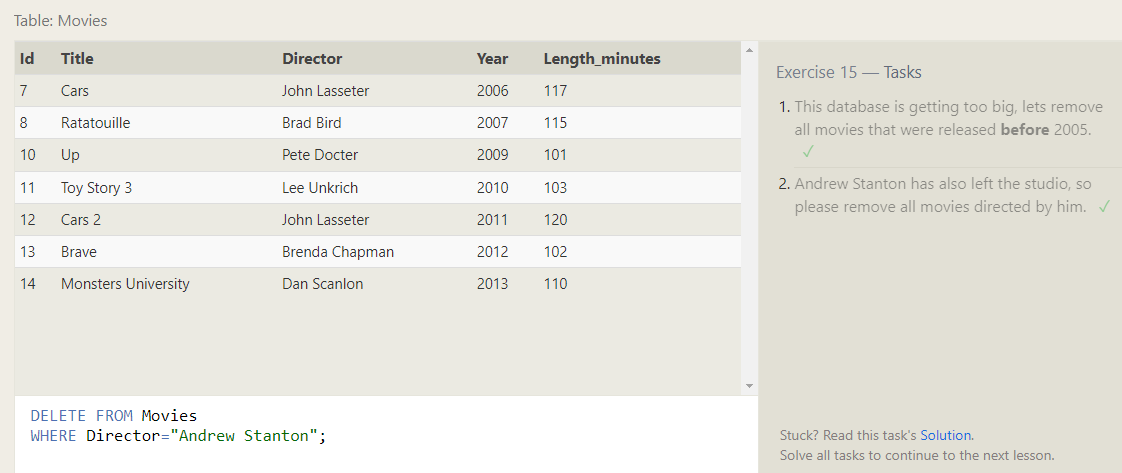 Table: Movies
Id Title Director Year Length_minutes
7 Cars John Lasseter 2006 117
8 Ratatouille Brad Bird 2007 115
10 Up Pete Docter 2009 101
11 Toy Story 3 Lee Unkrich 2010 103
12 Cars 2 John Lasseter 2011 120
13 Brave Brenda Chapman 2012 102
14 Monsters University Dan Scanlon 2013 110
DELETE FROM Movies
WHERE Director="Andrew Stanton";
Exercise 15 — Tasks
1. This database is getting too big, lets remove
all movies that were released before 2005.
✓
2. Andrew Stanton has also left the studio, so
please remove all movies directed by him. ✓
Stuck? Read this task's Solution.
Solve all tasks to continue to the next lesson.